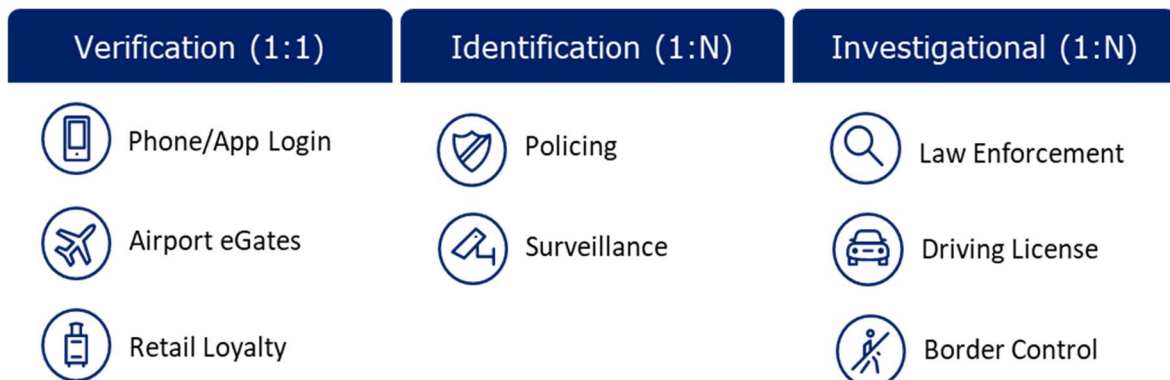 Verification (1:1)
Phone/App Login
Airport eGates
Retail Loyalty
Identification (1:N)
Policing
Surveillance
Investigational (1:N)
Law Enforcement
Driving License
Border Control